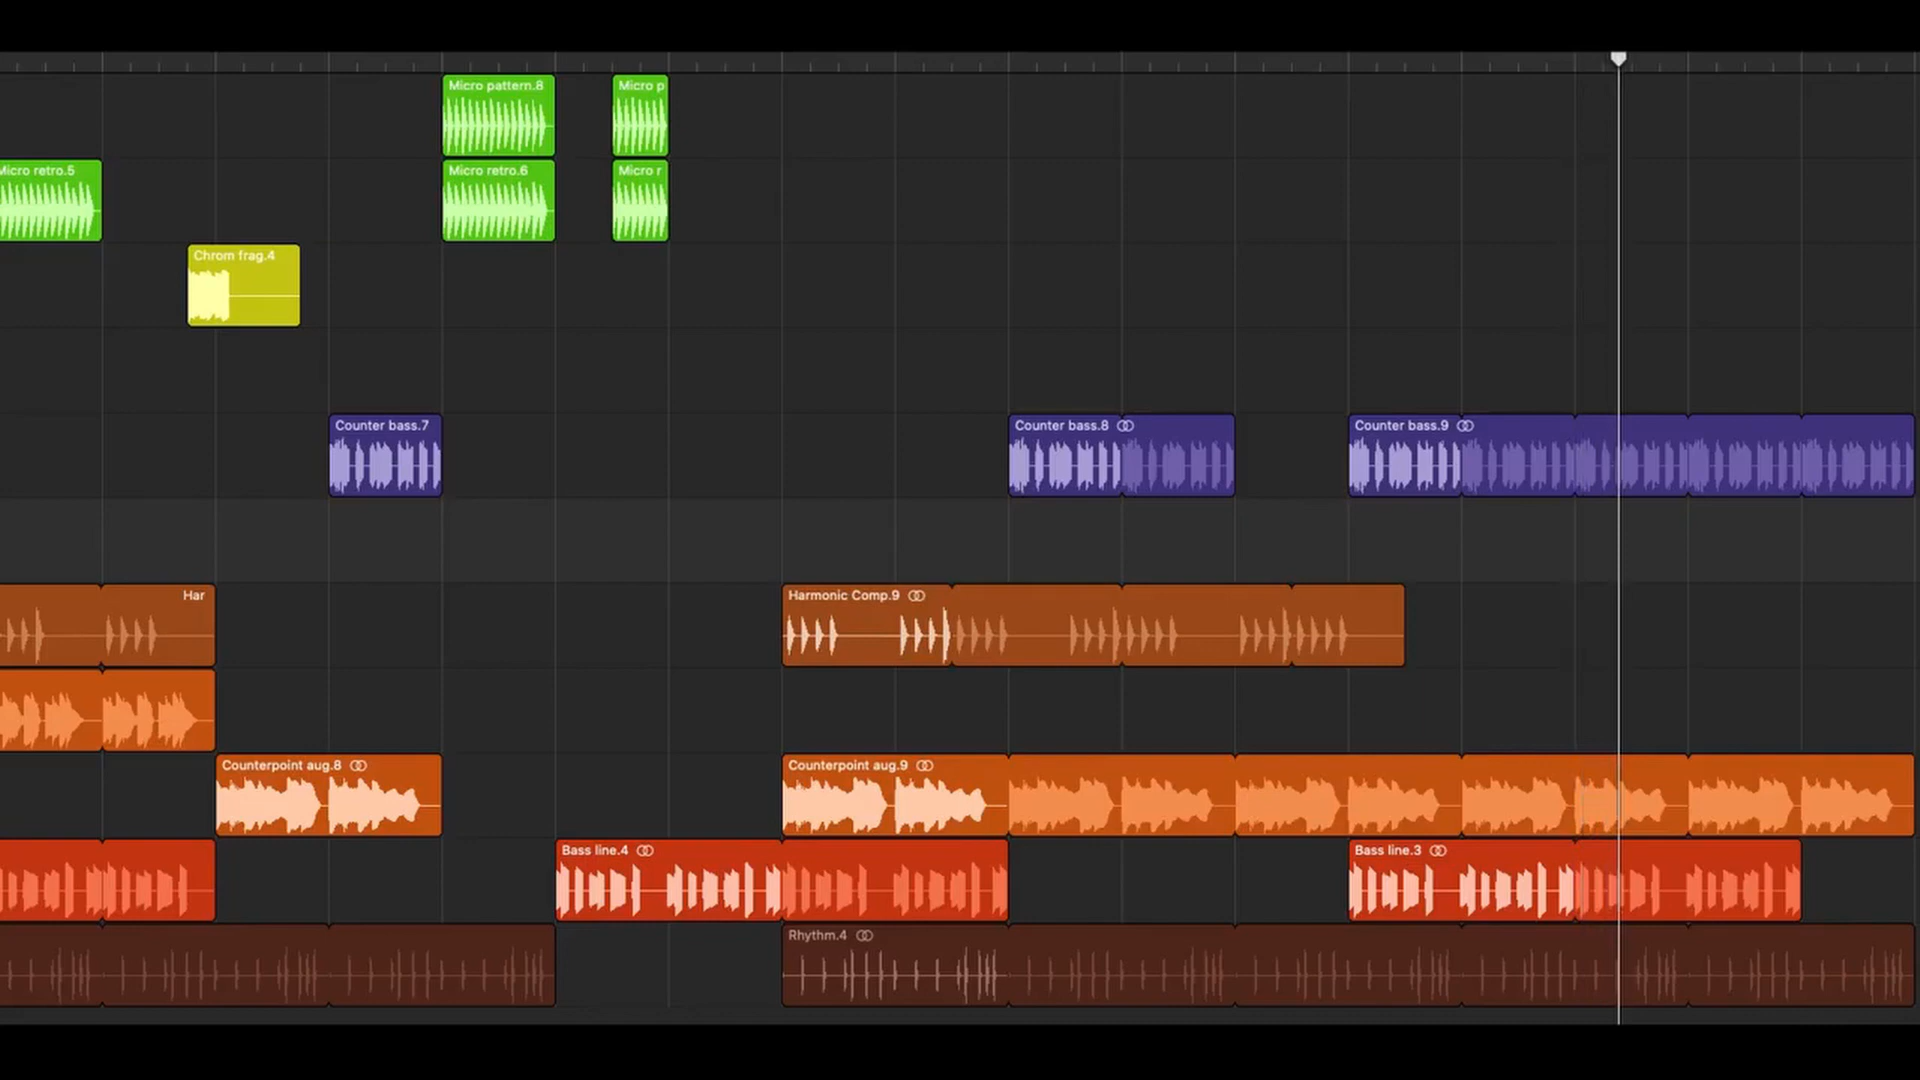 Micro pattern.8
Micro p
Micro retro.5
Micro retro.6
Micro r
Chrom frag.4
Counter bass.7
Counter bass.8
Counter bass.9
Har
Harmonic Comp.9
Counterpoint aug.8
Counterpoint aug.9
Bass line.4
Bass line.3
Rhythm.4